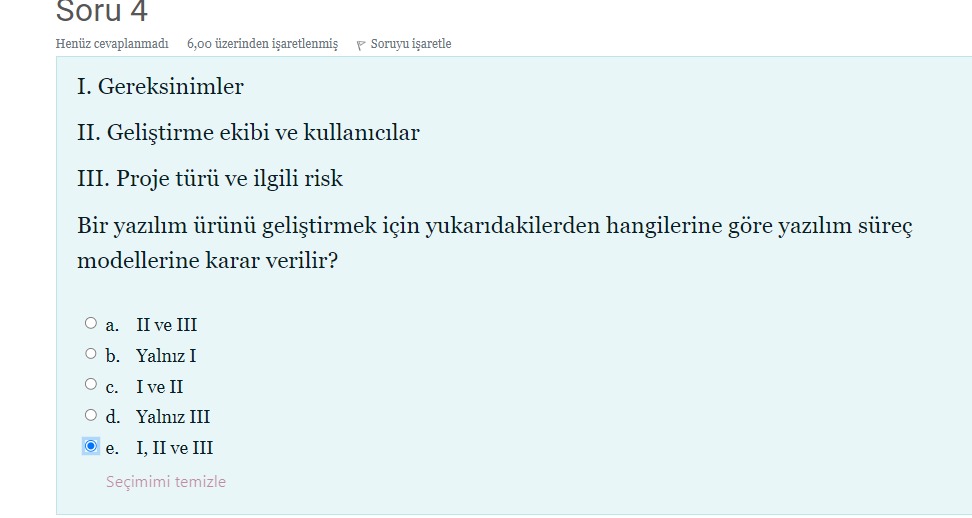 Soru 4
Henüz cevaplanmadı 6,00 üzerinden işaretlenmiş Soruyu işaretle
I. Gereksinimler
II. Geliştirme ekibi ve kullanıcılar
III. Proje türü ve ilgili risk
Bir yazılım ürünü geliştirmek için yukarıdakilerden hangilerine göre yazılım süreç
modellerine karar verilir?
a. II ve III
b. Yalnız I
c. I ve II
d. Yalnız III
e. I, II ve III
Seçimimi temizle